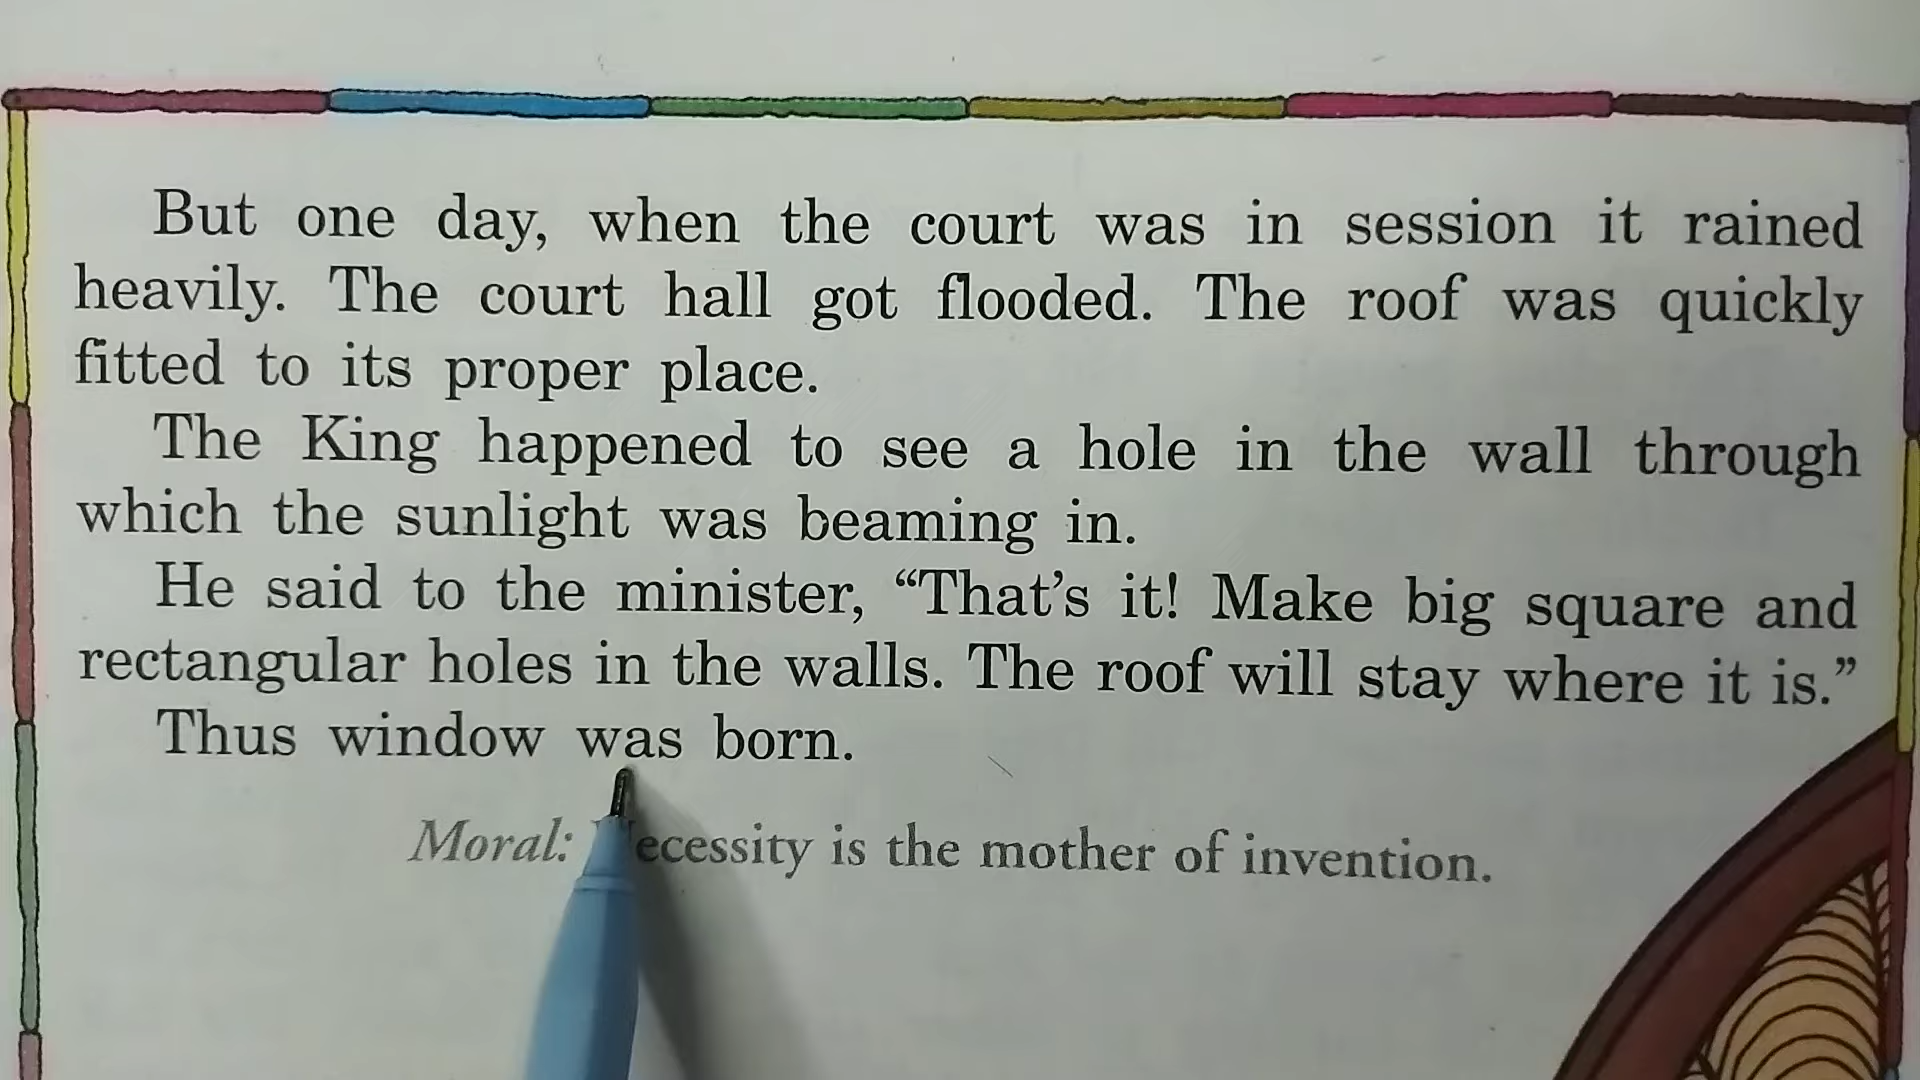 But one day, when the court was in session it rained
heavily. The court hall got flooded. The roof was quickly
fitted to its proper place.
The King happened to see a hole in the wall through
which the sunlight was beaming in.
He said to the minister, “That’s it! Make big square and
rectangular holes in the walls. The roof will stay where it is.”
Thus window was born.
Moral: Necessity is the mother of invention.